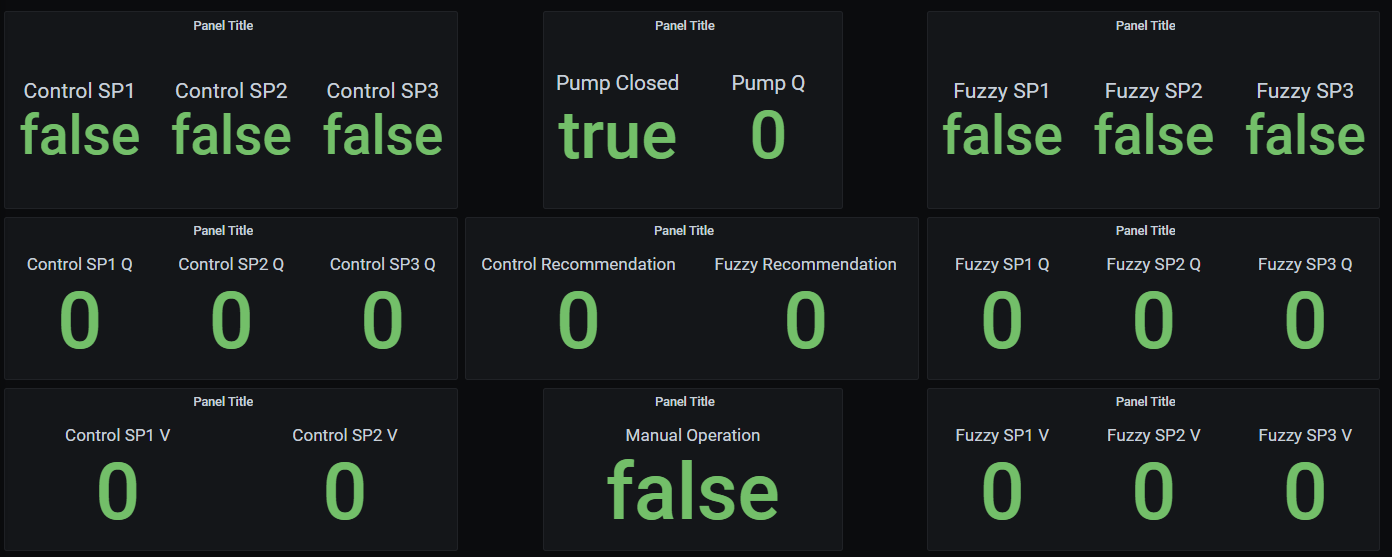 Panel Title
Control SP1 Control SP2 Control SP3
false false false
Panel Title
Pump Closed Pump Q
true 0
Panel Title
Fuzzy SP1 Fuzzy SP2 Fuzzy SP3
false false false
Panel Title
Control SP1 Q Control SP2 Q Control SP3 Q
0 0 0
Panel Title
Control Recommendation Fuzzy Recommendation
0 0
Panel Title
Fuzzy SP1 Q Fuzzy SP2 Q Fuzzy SP3 Q
0 0 0
Panel Title
Control SP1 V Control SP2 V
0 0
Panel Title
Manual Operation
false
Panel Title
Fuzzy SP1 V Fuzzy SP2 V Fuzzy SP3 V
0 0 0